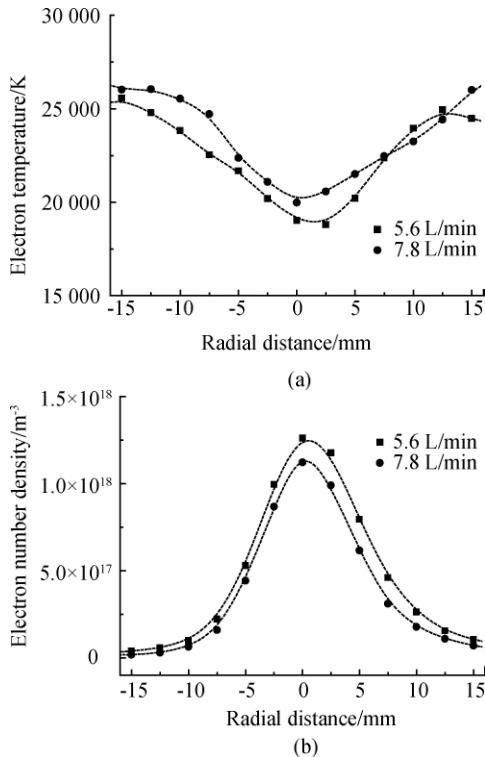 30 000
25 000
20 000
15 000
Electron temperature/K
5.6 L/min
7.8 L/min
-15 -10 -5 0 5 10 15
Radial distance/mm
(a)
1.5×10¹⁸
1.0×10¹⁸
5.0×10¹⁷
0
Electron number density/m⁻³
5.6 L/min
7.8 L/min
-15 -10 -5 0 5 10 15
Radial distance/mm
(b)